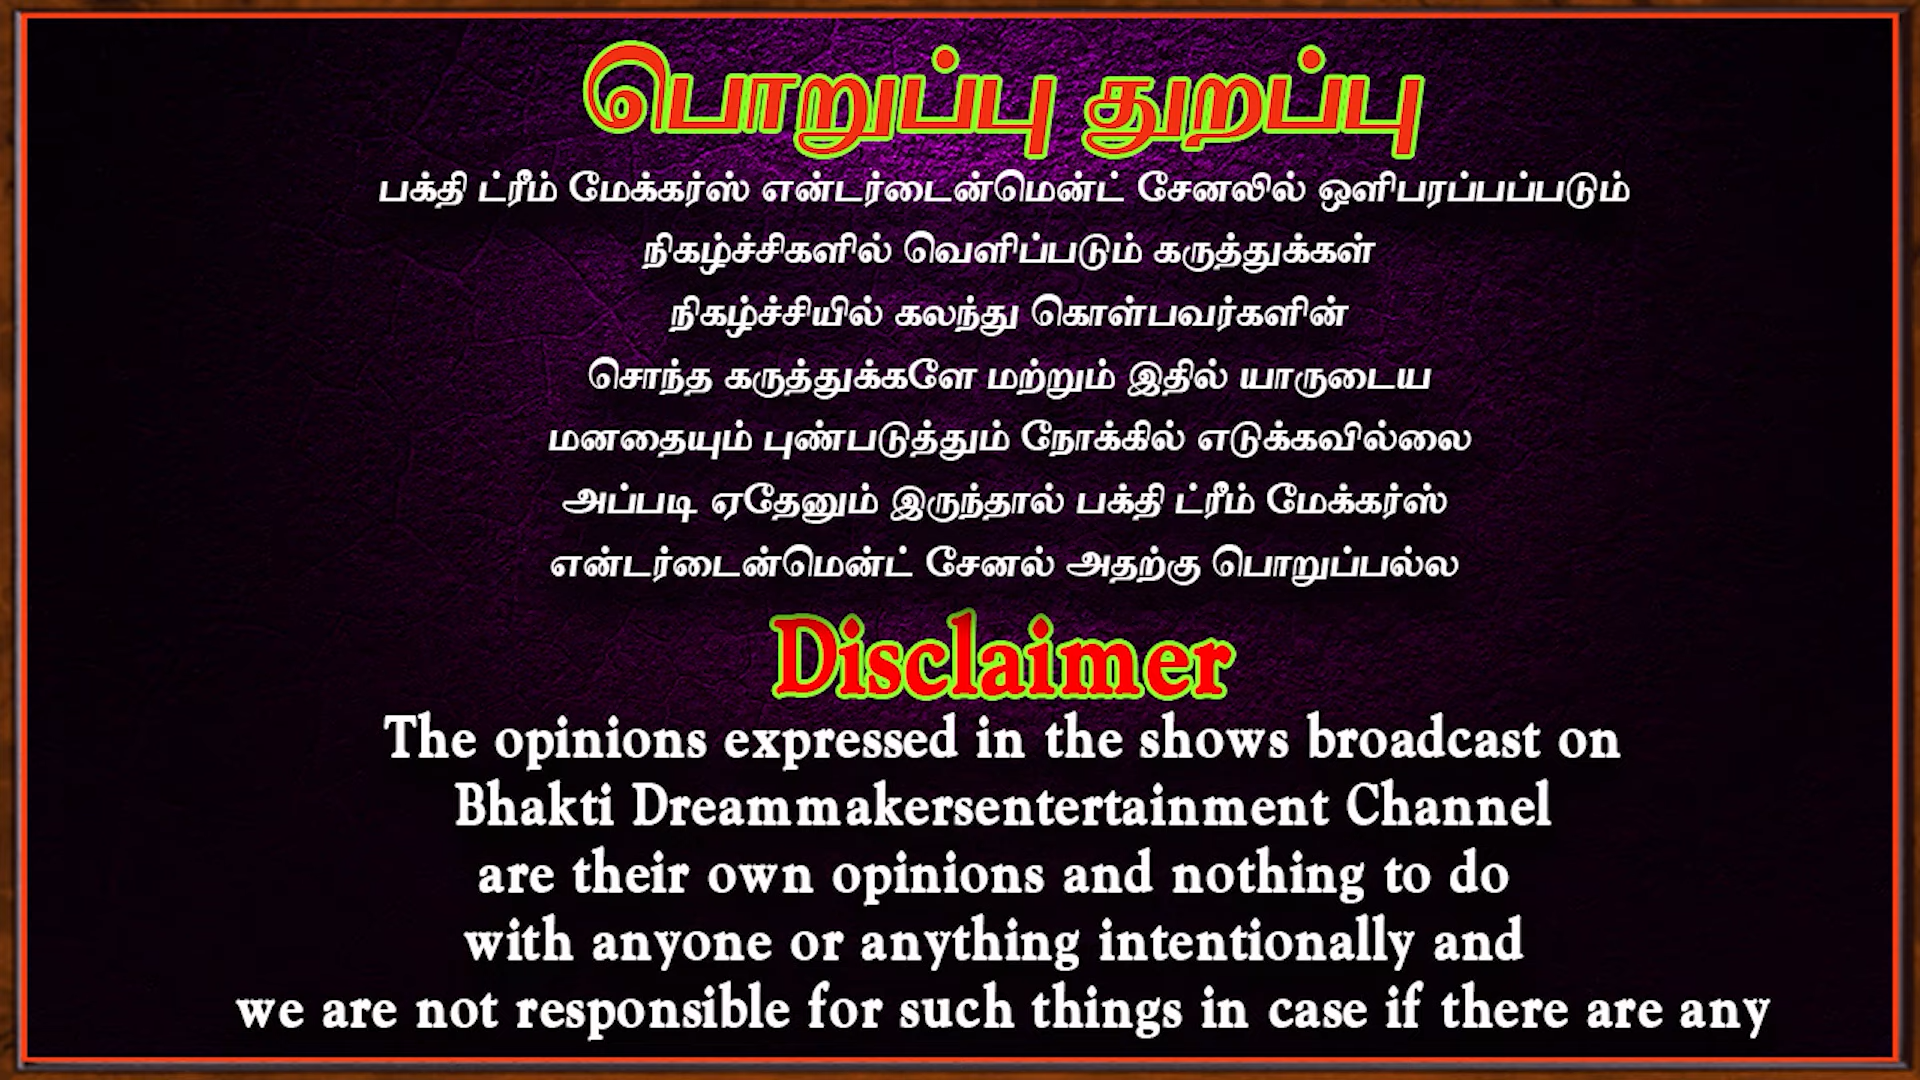 பொறுப்பு துறப்பு
பக்தி ட்ரீம் மேக்கர்ஸ் என்டர்டைன்மென்ட் சேனலில் ஒளிபரப்பப்படும்
நிகழ்ச்சிகளில் வெளிப்படும் கருத்துக்கள்
நிகழ்ச்சியில் கலந்து கொள்பவர்களின்
சொந்த கருத்துக்களே மற்றும் இதில் யாருடைய
மனதையும் புண்படுத்தும் நோக்கில் எடுக்கவில்லை
அப்படி ஏதேனும் இருந்தால் பக்தி ட்ரீம் மேக்கர்ஸ்
என்டர்டைன்மென்ட் சேனல் அதற்கு பொறுப்பல்ல
Disclaimer
The opinions expressed in the shows broadcast on
Bhakti Dreammakersentertainment Channel
are their own opinions and nothing to do
with anyone or anything intentionally and
we are not responsible for such things in case if there are any